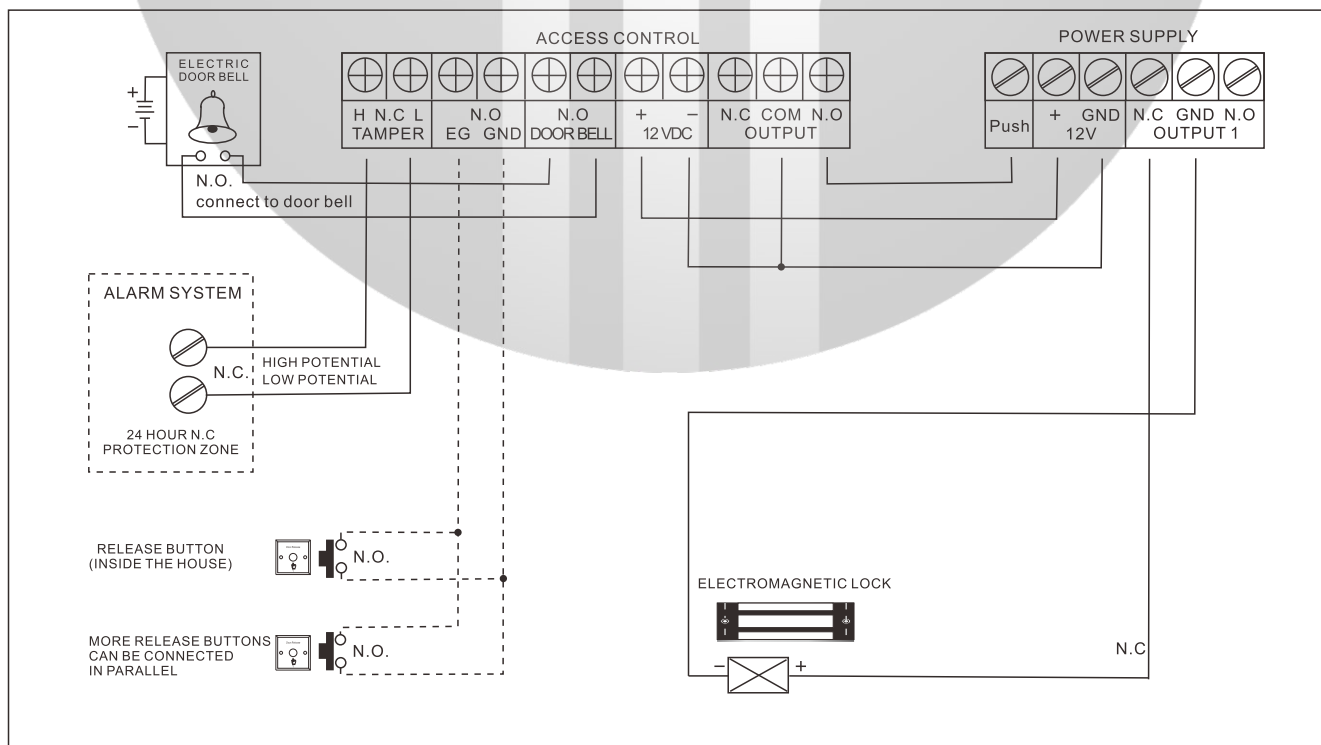 ACCESS CONTROL
POWER SUPPLY
ELECTRIC
DOOR BELL
+
−
N.O.
connect to door bell
H N.C L
TAMPER
N.O
EG GND
N.O
DOOR BELL
+ −
12 VDC
N.C COM N.O
OUTPUT
Push
+ GND
12V
N.C GND N.O
OUTPUT 1
ALARM SYSTEM
N.C.
HIGH POTENTIAL
LOW POTENTIAL
24 HOUR N.C
PROTECTION ZONE
RELEASE BUTTON
(INSIDE THE HOUSE)
N.O.
MORE RELEASE BUTTONS
CAN BE CONNECTED
IN PARALLEL
N.O.
ELECTROMAGNETIC LOCK
− +
N.C